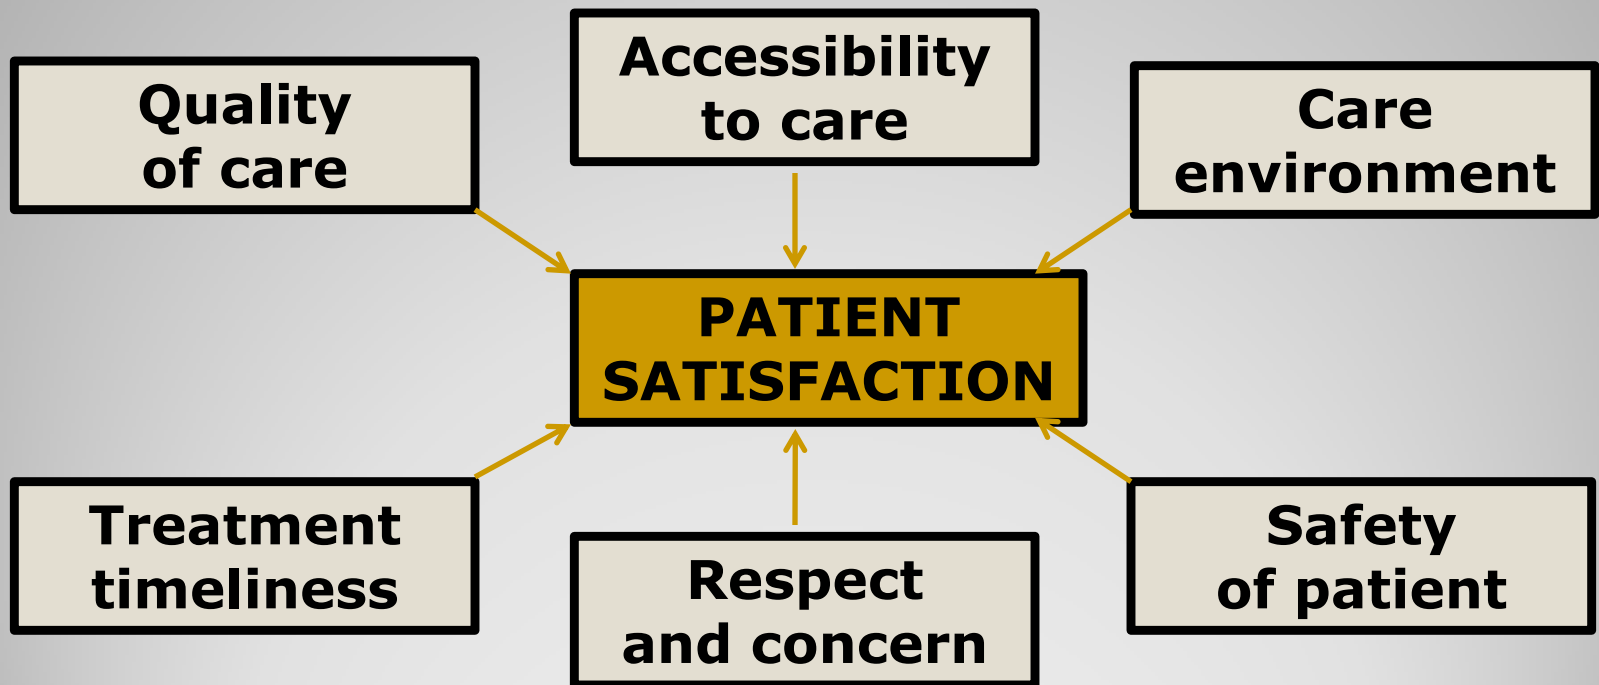 Quality
of care
Accessibility
to care
Care
environment
PATIENT
SATISFACTION
Treatment
timeliness
Respect
and concern
Safety
of patient